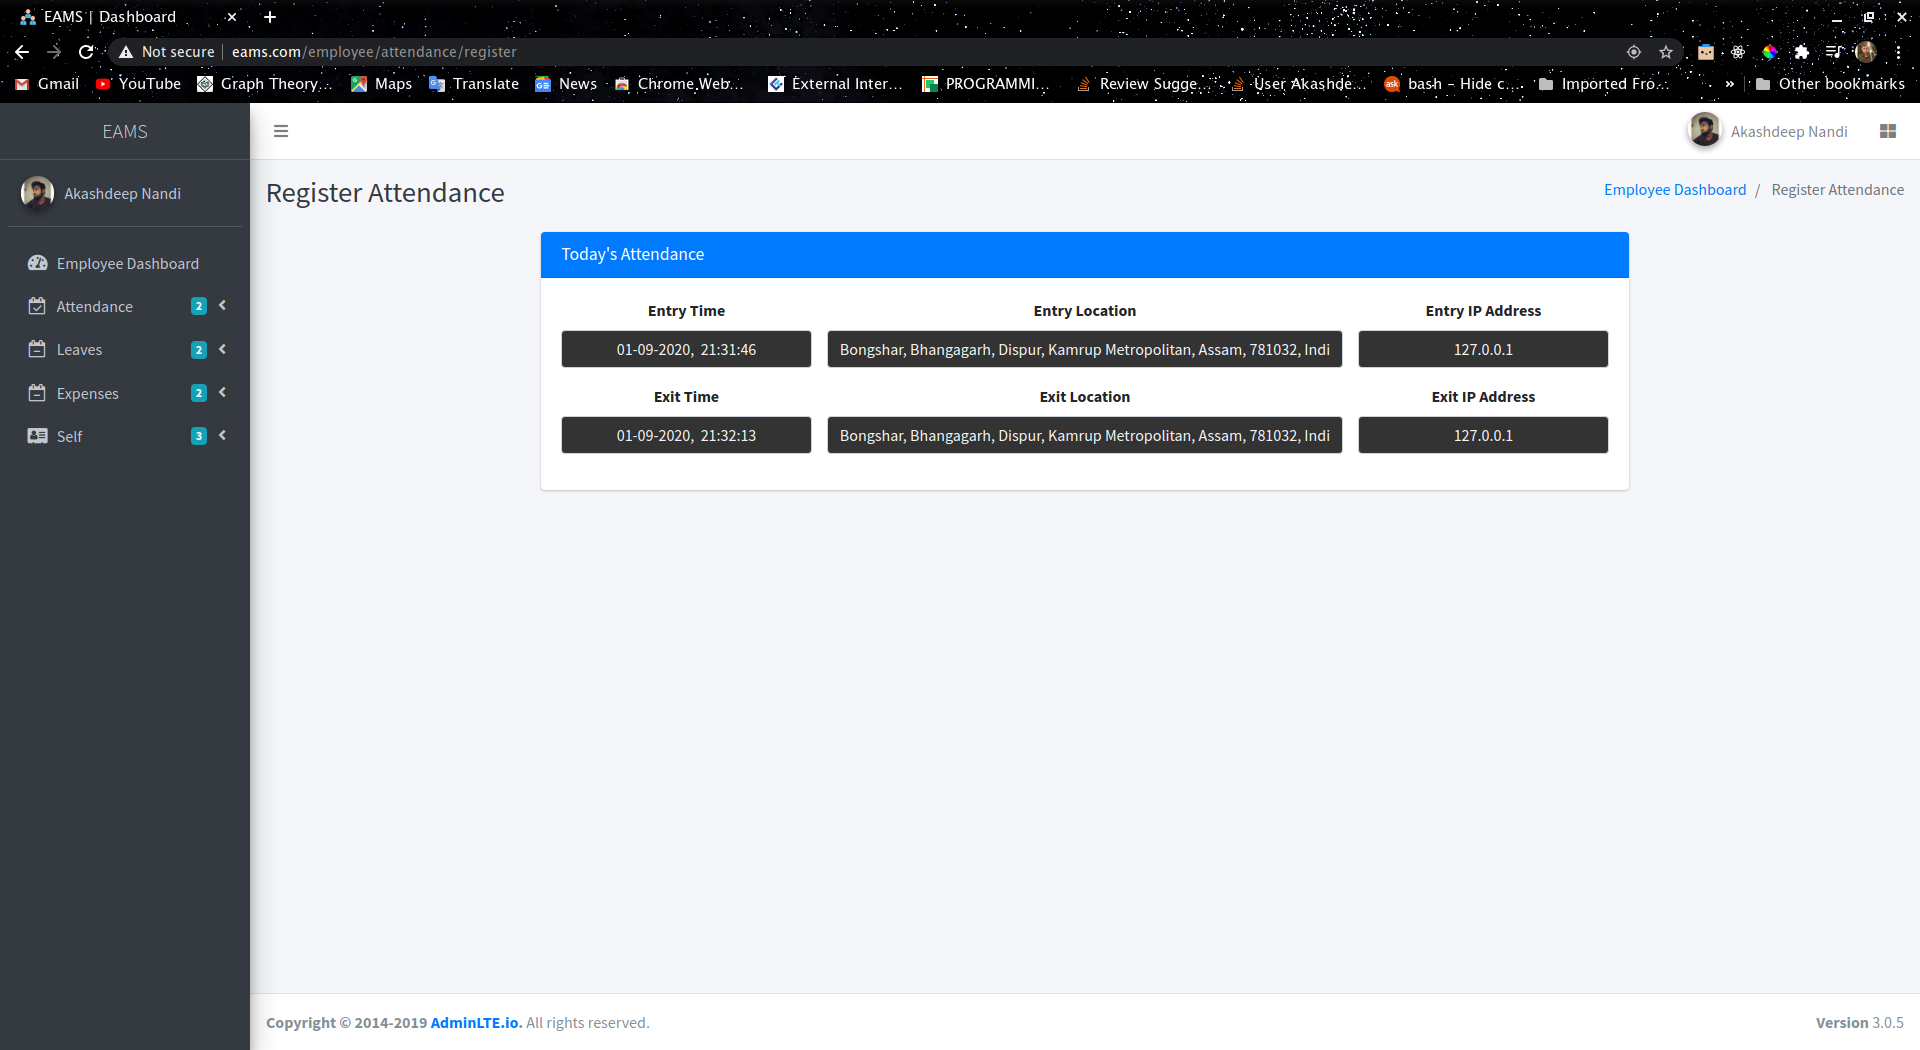 EAMS | Dashboard
Not secure | eams.com/employee/attendance/register
Gmail YouTube Graph Theory... Maps Translate News Chrome Web... External Inter... PROGRAMMI... Review Sugge... User Akashde... ask bash - Hide c... Imported Fro... » Other bookmarks
EAMS
Akashdeep Nandi
Akashdeep Nandi
Employee Dashboard
Attendance 2
Leaves 2
Expenses 2
Self 3
Register Attendance
Employee Dashboard / Register Attendance
Today's Attendance
Entry Time Entry Location Entry IP Address
01-09-2020, 21:31:46 Bongshar, Bhangagarh, Dispur, Kamrup Metropolitan, Assam, 781032, Indi 127.0.0.1
Exit Time Exit Location Exit IP Address
01-09-2020, 21:32:13 Bongshar, Bhangagarh, Dispur, Kamrup Metropolitan, Assam, 781032, Indi 127.0.0.1
Copyright © 2014-2019 AdminLTE.io. All rights reserved.
Version 3.0.5